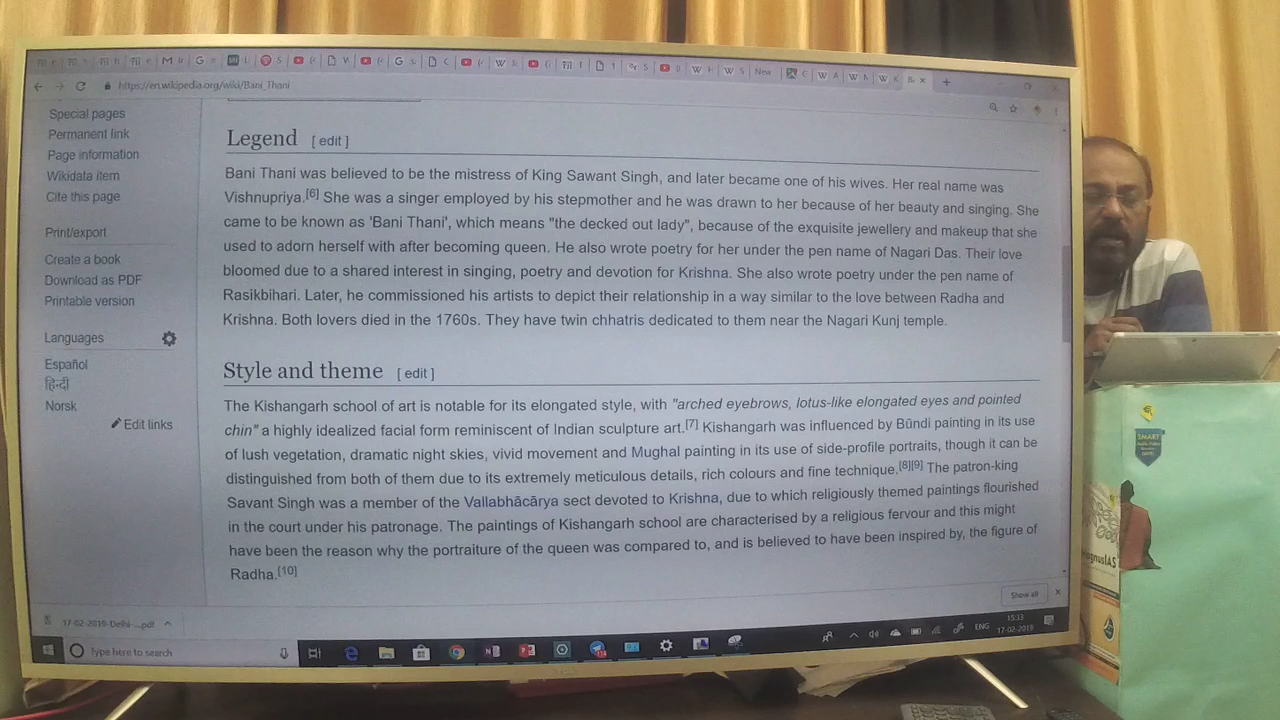 https://en.wikipedia.org/wiki/Bani_Thani
Special pages
Permanent link
Page information
Wikidata item
Cite this page
Print/export
Create a book
Download as PDF
Printable version
Languages
Español
हिन्दी
Norsk
Edit links
Legend [ edit ]
Bani Thani was believed to be the mistress of King Sawant Singh, and later became one of his wives. Her real name was
Vishnupriya.[6] She was a singer employed by his stepmother and he was drawn to her because of her beauty and singing. She
came to be known as 'Bani Thani', which means "the decked out lady", because of the exquisite jewellery and makeup that she
used to adorn herself with after becoming queen. He also wrote poetry for her under the pen name of Nagari Das. Their love
bloomed due to a shared interest in singing, poetry and devotion for Krishna. She also wrote poetry under the pen name of
Rasikbihari. Later, he commissioned his artists to depict their relationship in a way similar to the love between Radha and
Krishna. Both lovers died in the 1760s. They have twin chhatris dedicated to them near the Nagari Kunj temple.
Style and theme [ edit ]
The Kishangarh school of art is notable for its elongated style, with "arched eyebrows, lotus-like elongated eyes and pointed
chin" a highly idealized facial form reminiscent of Indian sculpture art.[7] Kishangarh was influenced by Būndi painting in its use
of lush vegetation, dramatic night skies, vivid movement and Mughal painting in its use of side-profile portraits, though it can be
distinguished from both of them due to its extremely meticulous details, rich colours and fine technique.[8][9] The patron-king
Savant Singh was a member of the Vallabhācārya sect devoted to Krishna, due to which religiously themed paintings flourished
in the court under his patronage. The paintings of Kishangarh school are characterised by a religious fervour and this might
have been the reason why the portraiture of the queen was compared to, and is believed to have been inspired by, the figure of
Radha.[10]
Show all
17-02-2019-Delhi-...pdf
Type here to search
ENG
15:33
17-02-2019
SMART